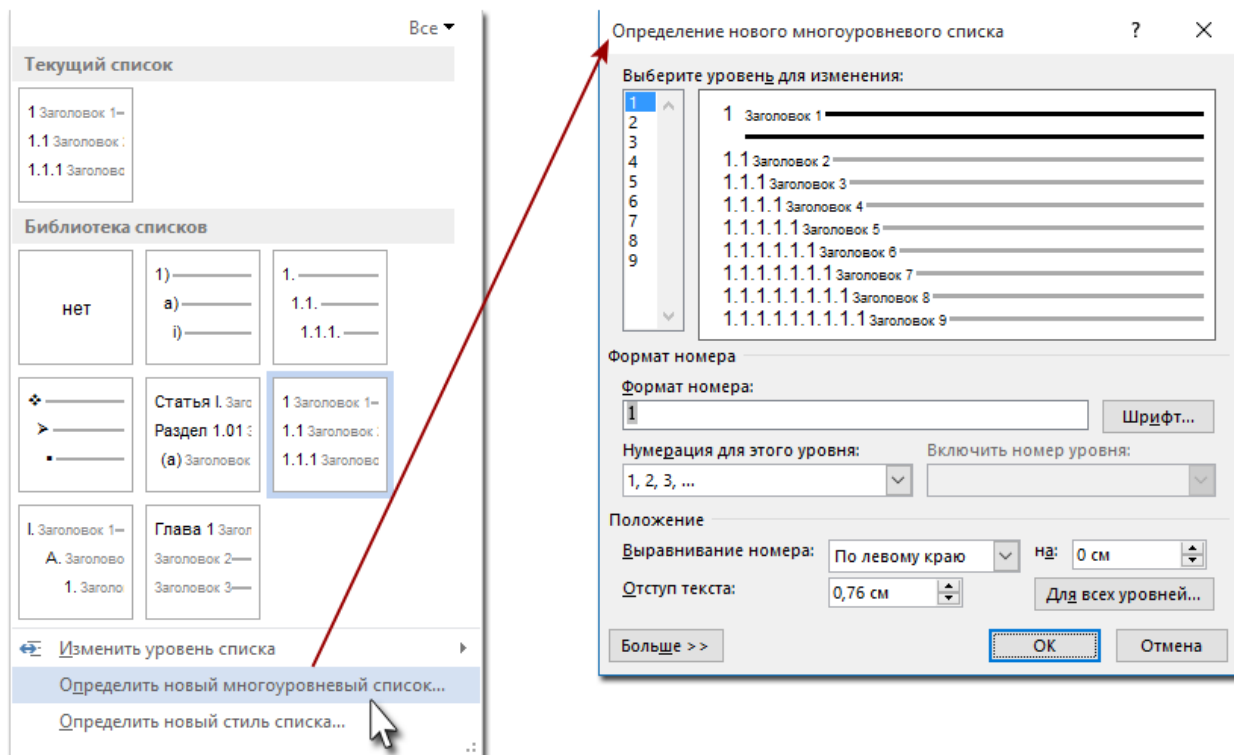 Все
Текущий список
1 Заголовок 1
1.1 Заголовок 2
1.1.1 Заголовс
Библиотека списков
нет
1)
a)
i)
1.
1.1.
1.1.1.
Статья I. Заго
Раздел 1.01 З
(a) Заголовок
1 Заголовок 1
1.1 Заголовок
1.1.1 Заголовс
I. Заголовок 1
A. Заголово
1. Заголо
Глава 1 Загол
Заголовок 2
Заголовок 3
Изменить уровень списка
Определить новый многоуровневый список...
Определить новый стиль списка...
Определение нового многоуровневого списка ?
Выберите уровень для изменения:
1
2
3
4
5
6
7
8
9
1 Заголовок 1
1.1 Заголовок 2
1.1.1 Заголовок 3
1.1.1.1 Заголовок 4
1.1.1.1.1 Заголовок 5
1.1.1.1.1.1 Заголовок 6
1.1.1.1.1.1.1 Заголовок 7
1.1.1.1.1.1.1.1 Заголовок 8
1.1.1.1.1.1.1.1.1 Заголовок 9
Формат номера
Формат номера:
1 Шрифт...
Нумерация для этого уровня: Включить номер уровня:
1, 2, 3, ...
Положение
Выравнивание номера: По левому краю на: 0 см
Отступ текста: 0,76 см Для всех уровней...
Больше >> ОК Отмена